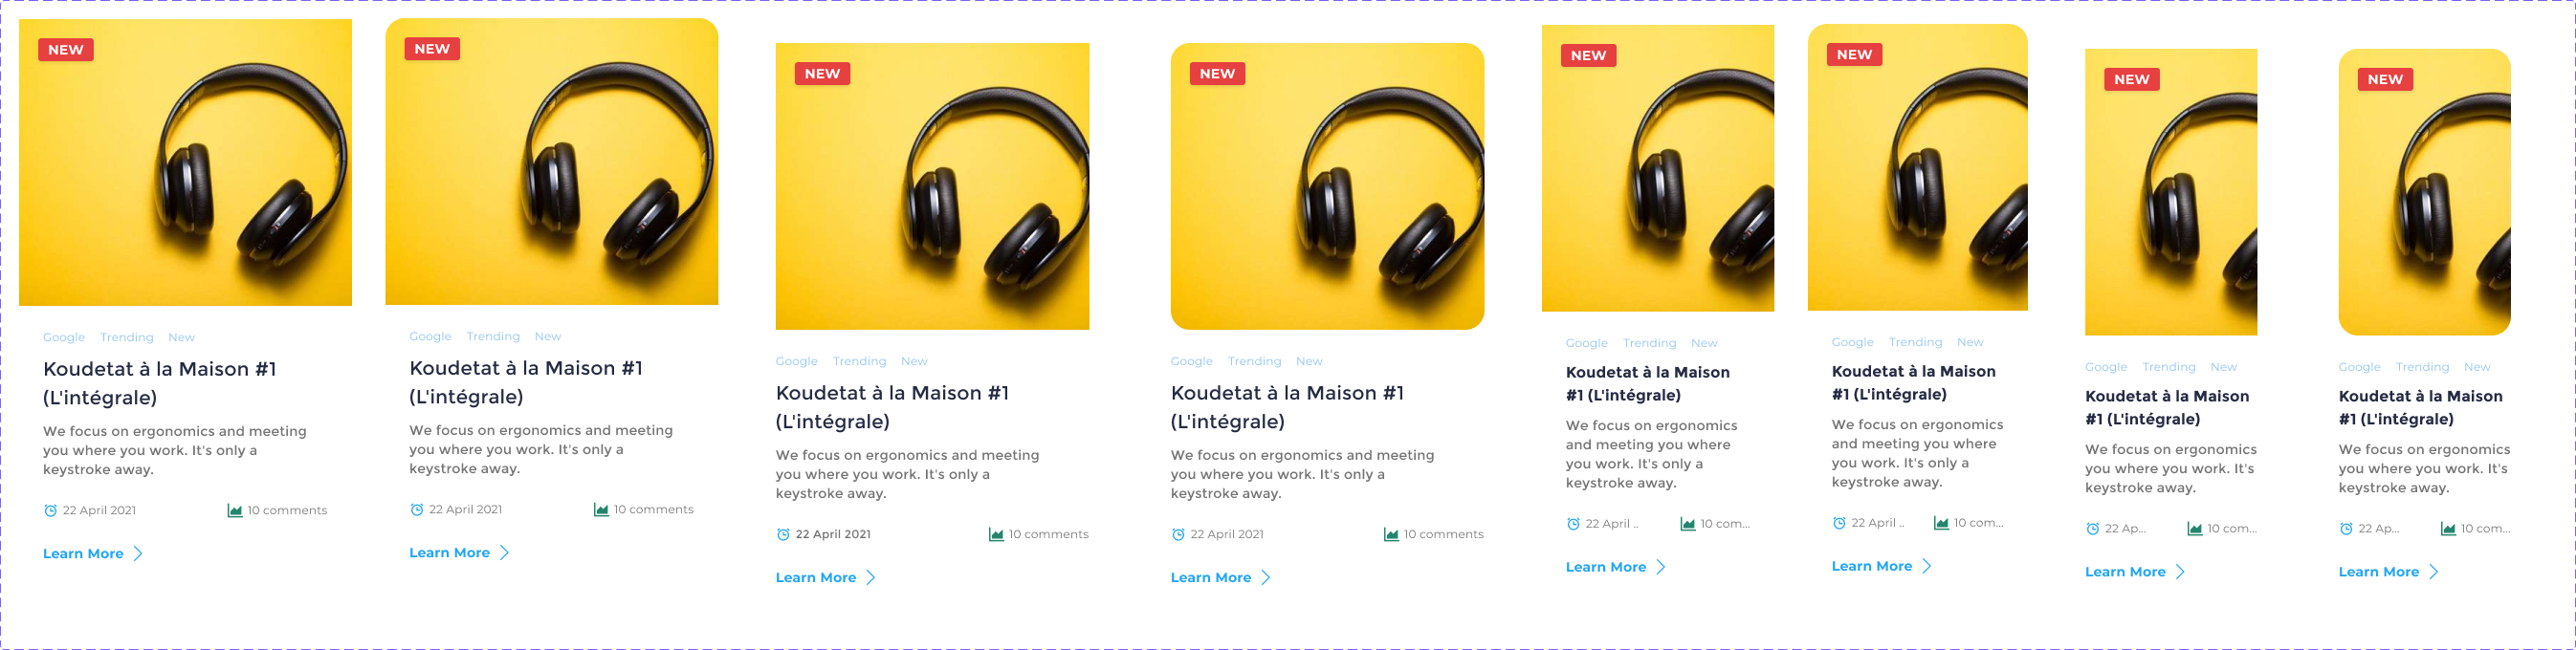 NEW
Google Trending New
Koudetat à la Maison #1
(L'intégrale)
We focus on ergonomics and meeting
you where you work. It's only a
keystroke away.
22 April 2021 10 comments
Learn More
NEW
Google Trending New
Koudetat à la Maison #1
(L'intégrale)
We focus on ergonomics and meeting
you where you work. It's only a
keystroke away.
22 April 2021 10 comments
Learn More
NEW
Google Trending New
Koudetat à la Maison #1
(L'intégrale)
We focus on ergonomics and meeting
you where you work. It's only a
keystroke away.
22 April 2021 10 comments
Learn More
NEW
Google Trending New
Koudetat à la Maison #1
(L'intégrale)
We focus on ergonomics and meeting
you where you work. It's only a
keystroke away.
22 April 2021 10 comments
Learn More
NEW
Google Trending New
Koudetat à la Maison
#1 (L'intégrale)
We focus on ergonomics
and meeting you where
you work. It's only a
keystroke away.
22 April .. 10 com...
Learn More
NEW
Google Trending New
Koudetat à la Maison
#1 (L'intégrale)
We focus on ergonomics
and meeting you where
you work. It's only a
keystroke away.
22 April .. 10 com...
Learn More
NEW
Google Trending New
Koudetat à la Maison
#1 (L'intégrale)
We focus on ergonomics
you where you work. It's
keystroke away.
22 Ap... 10 com...
Learn More
NEW
Google Trending New
Koudetat à la Maison
#1 (L'intégrale)
We focus on ergonomics
you where you work. It's
keystroke away.
22 Ap... 10 com...
Learn More